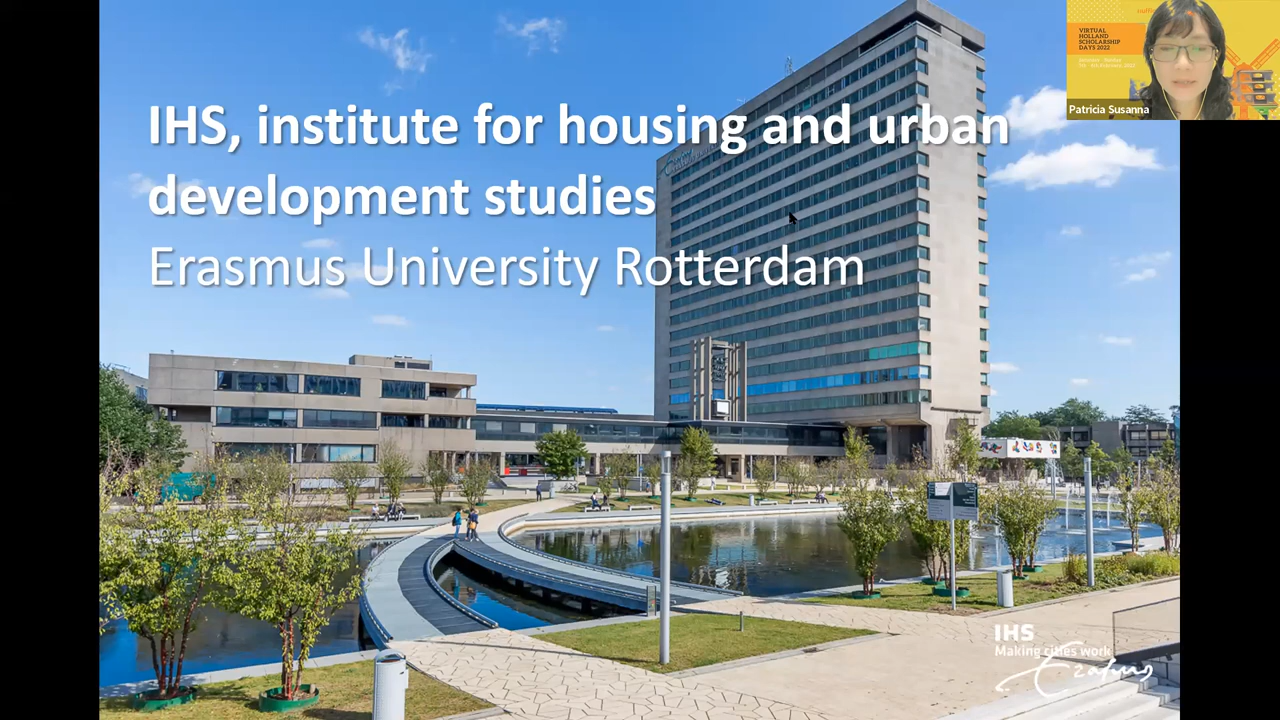 IHS, institute for housing and urban
development studies
Erasmus University Rotterdam
VIRTUAL
HOLLAND
SCHOLARSHIP
DAYS 2022
Patricia Susanna
IHS
Making cities work
Erasmus